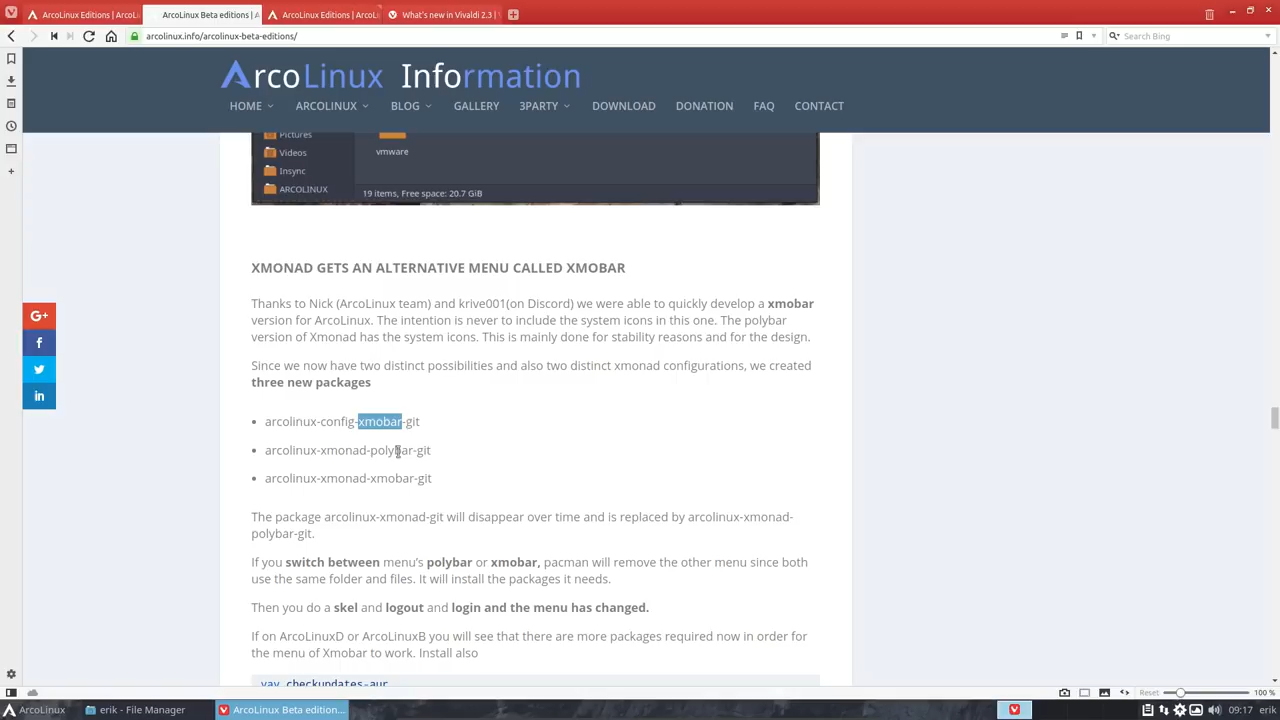 ArcoLinux Editions | ArcoL
ArcoLinux Beta editions | A
ArcoLinux Editions | ArcoL
What's new in Vivaldi 2.3 |
arcolinux.info/arcolinux-beta-editions/
Search Bing
ArcoLinux Information
HOME
ARCOLINUX
BLOG
GALLERY
3PARTY
DOWNLOAD
DONATION
FAQ
CONTACT
Pictures
Videos
Insync
ARCOLINUX
vmware
19 items, Free space: 20.7 GiB
G+
f
in
XMONAD GETS AN ALTERNATIVE MENU CALLED XMOBAR
Thanks to Nick (ArcoLinux team) and krive001(on Discord) we were able to quickly develop a xmobar
version for ArcoLinux. The intention is never to include the system icons in this one. The polybar
version of Xmonad has the system icons. This is mainly done for stability reasons and for the design.
Since we now have two distinct possibilities and also two distinct xmonad configurations, we created
three new packages
• arcolinux-config-xmobar-git
• arcolinux-xmonad-polybar-git
• arcolinux-xmonad-xmobar-git
The package arcolinux-xmonad-git will disappear over time and is replaced by arcolinux-xmonad-
polybar-git.
If you switch between menu's polybar or xmobar, pacman will remove the other menu since both
use the same folder and files. It will install the packages it needs.
Then you do a skel and logout and login and the menu has changed.
If on ArcoLinuxD or ArcoLinuxB you will see that there are more packages required now in order for
the menu of Xmobar to work. Install also
yay checkupdates-aur
Reset
100 %
ArcoLinux
erik - File Manager
ArcoLinux Beta edition...
09:17
erik